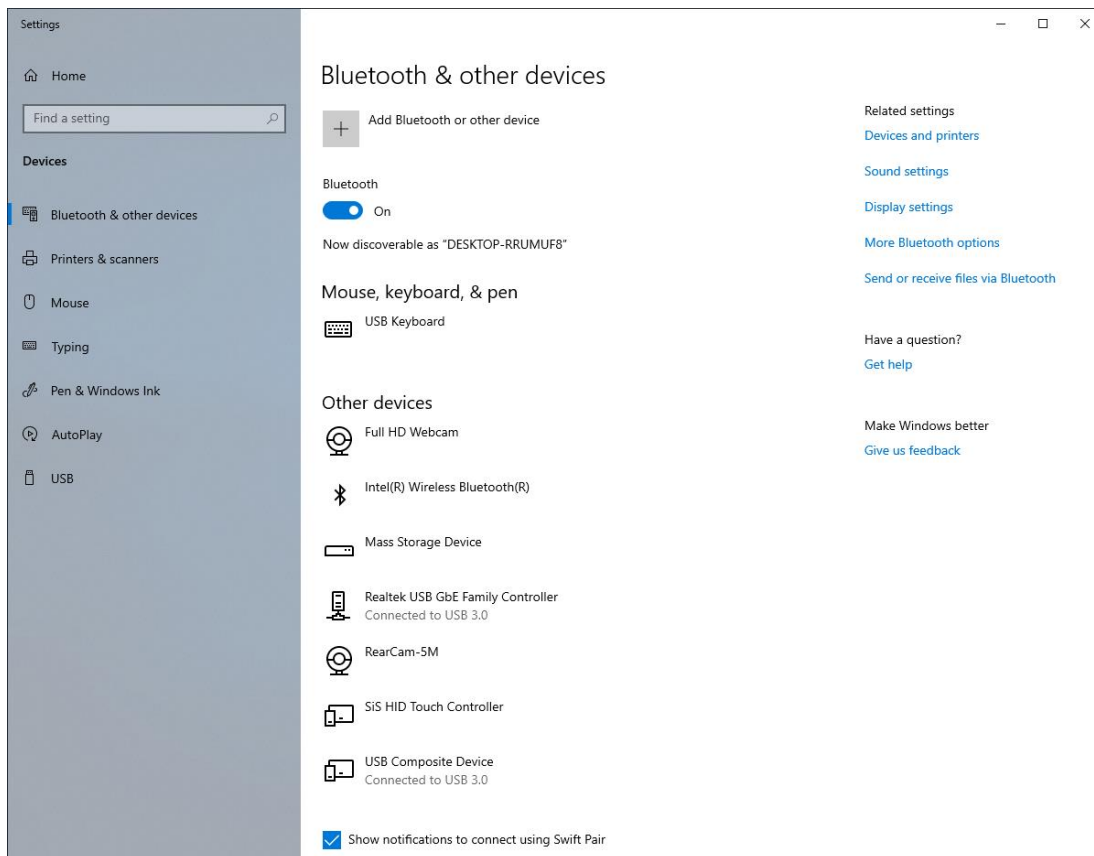 Settings
Home
Find a setting
Devices
Bluetooth & other devices
Printers & scanners
Mouse
Typing
Pen & Windows Ink
AutoPlay
USB
Bluetooth & other devices
Add Bluetooth or other device
Bluetooth
On
Now discoverable as “DESKTOP-RRUMUF8”
Mouse, keyboard, & pen
USB Keyboard
Other devices
Full HD Webcam
Intel(R) Wireless Bluetooth(R)
Mass Storage Device
Realtek USB GbE Family Controller
Connected to USB 3.0
RearCam-5M
SiS HID Touch Controller
USB Composite Device
Connected to USB 3.0
Show notifications to connect using Swift Pair
Related settings
Devices and printers
Sound settings
Display settings
More Bluetooth options
Send or receive files via Bluetooth
Have a question?
Get help
Make Windows better
Give us feedback